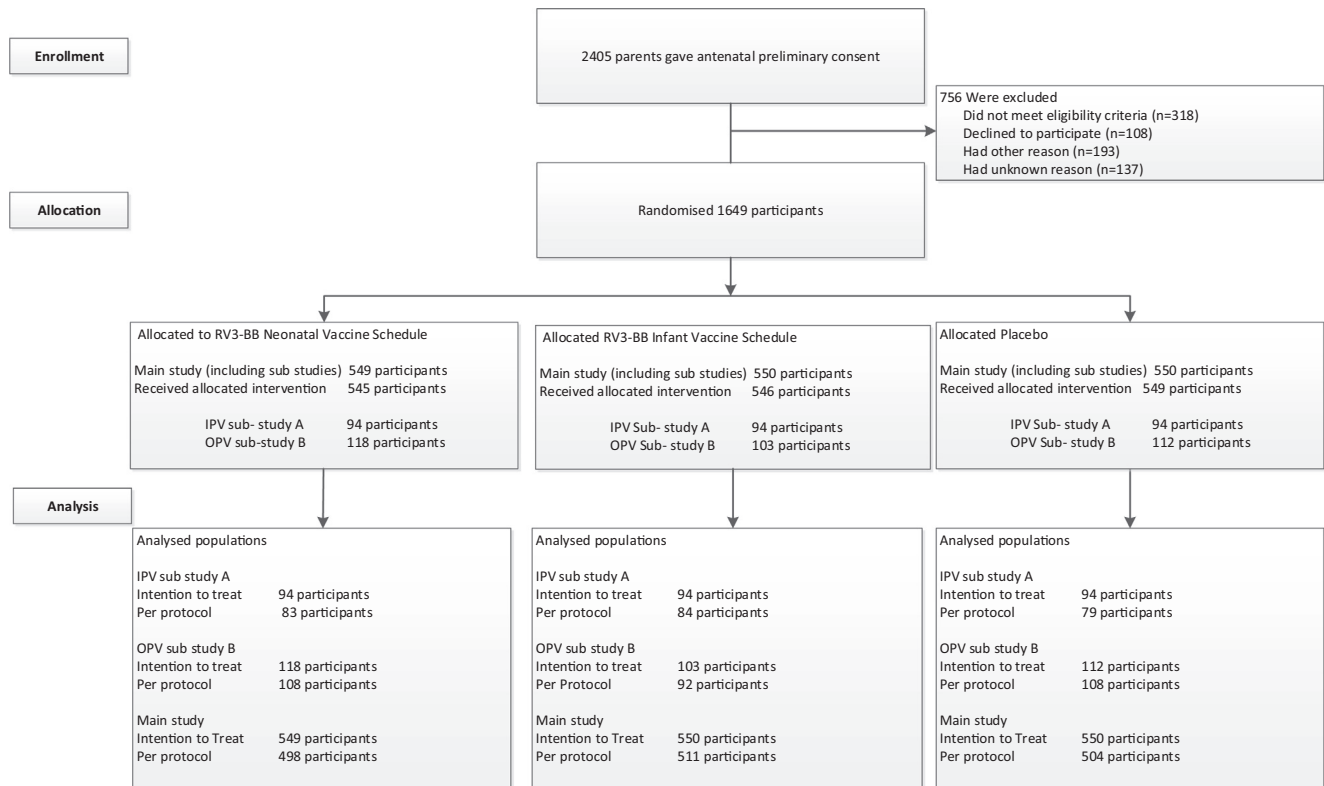 Enrollment
2405 parents gave antenatal preliminary consent
756 Were excluded
Did not meet eligibility criteria (n=318)
Declined to participate (n=108)
Had other reason (n=193)
Had unknown reason (n=137)
Allocation
Randomised 1649 participants
Allocated to RV3-BB Neonatal Vaccine Schedule
Main study (including sub studies) 549 participants
Received allocated intervention 545 participants
IPV sub- study A 94 participants
OPV sub-study B 118 participants
Allocated RV3-BB Infant Vaccine Schedule
Main study (including sub studies) 550 participants
Received allocated intervention 546 participants
IPV Sub- study A 94 participants
OPV Sub- study B 103 participants
Allocated Placebo
Main study (including sub studies) 550 participants
Received allocated intervention 549 participants
IPV Sub- study A 94 participants
OPV Sub- study B 112 participants
Analysis
Analysed populations
IPV sub study A
Intention to treat 94 participants
Per protocol 83 participants
OPV sub study B
Intention to treat 118 participants
Per protocol 108 participants
Main study
Intention to Treat 549 participants
Per protocol 498 participants
Analysed populations
IPV sub study A
Intention to treat 94 participants
Per protocol 84 participants
OPV sub study B
Intention to treat 103 participants
Per Protocol 92 participants
Main study
Intention to Treat 550 participants
Per protocol 511 participants
Analysed populations
IPV sub study A
Intention to treat 94 participants
Per protocol 79 participants
OPV sub study B
Intention to treat 112 participants
Per protocol 108 participants
Main study
Intention to Treat 550 participants
Per protocol 504 participants